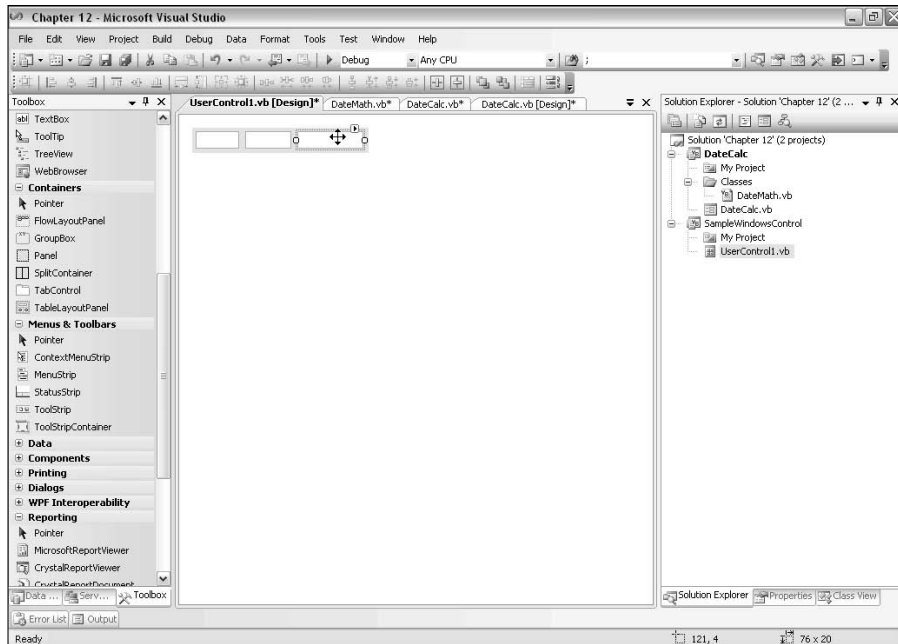 Chapter 12 - Microsoft Visual Studio
File Edit View Project Build Debug Data Format Tools Test Window Help
Debug Any CPU ;
Toolbox
TextBox
ToolTip
TreeView
WebBrowser
Containers
Pointer
FlowLayoutPanel
GroupBox
Panel
SplitContainer
TabControl
TableLayoutPanel
Menus & Toolbars
Pointer
ContextMenuStrip
MenuStrip
StatusStrip
ToolStrip
ToolStripContainer
Data
Components
Printing
Dialogs
WPF Interoperability
Reporting
Pointer
MicrosoftReportViewer
CrystalReportViewer
CrystalReportDocument
Data ... Serv... Toolbox
UserControl1.vb [Design]* DateMath.vb* DateCalc.vb* DateCalc.vb [Design]*
Solution Explorer - Solution 'Chapter 12' (2 ...
Solution 'Chapter 12' (2 projects)
DateCalc
My Project
Classes
DateMath.vb
DateCalc.vb
SampleWindowsControl
My Project
UserControl1.vb
Solution Explorer Properties Class View
Error List Output
Ready 121, 4 76 x 20